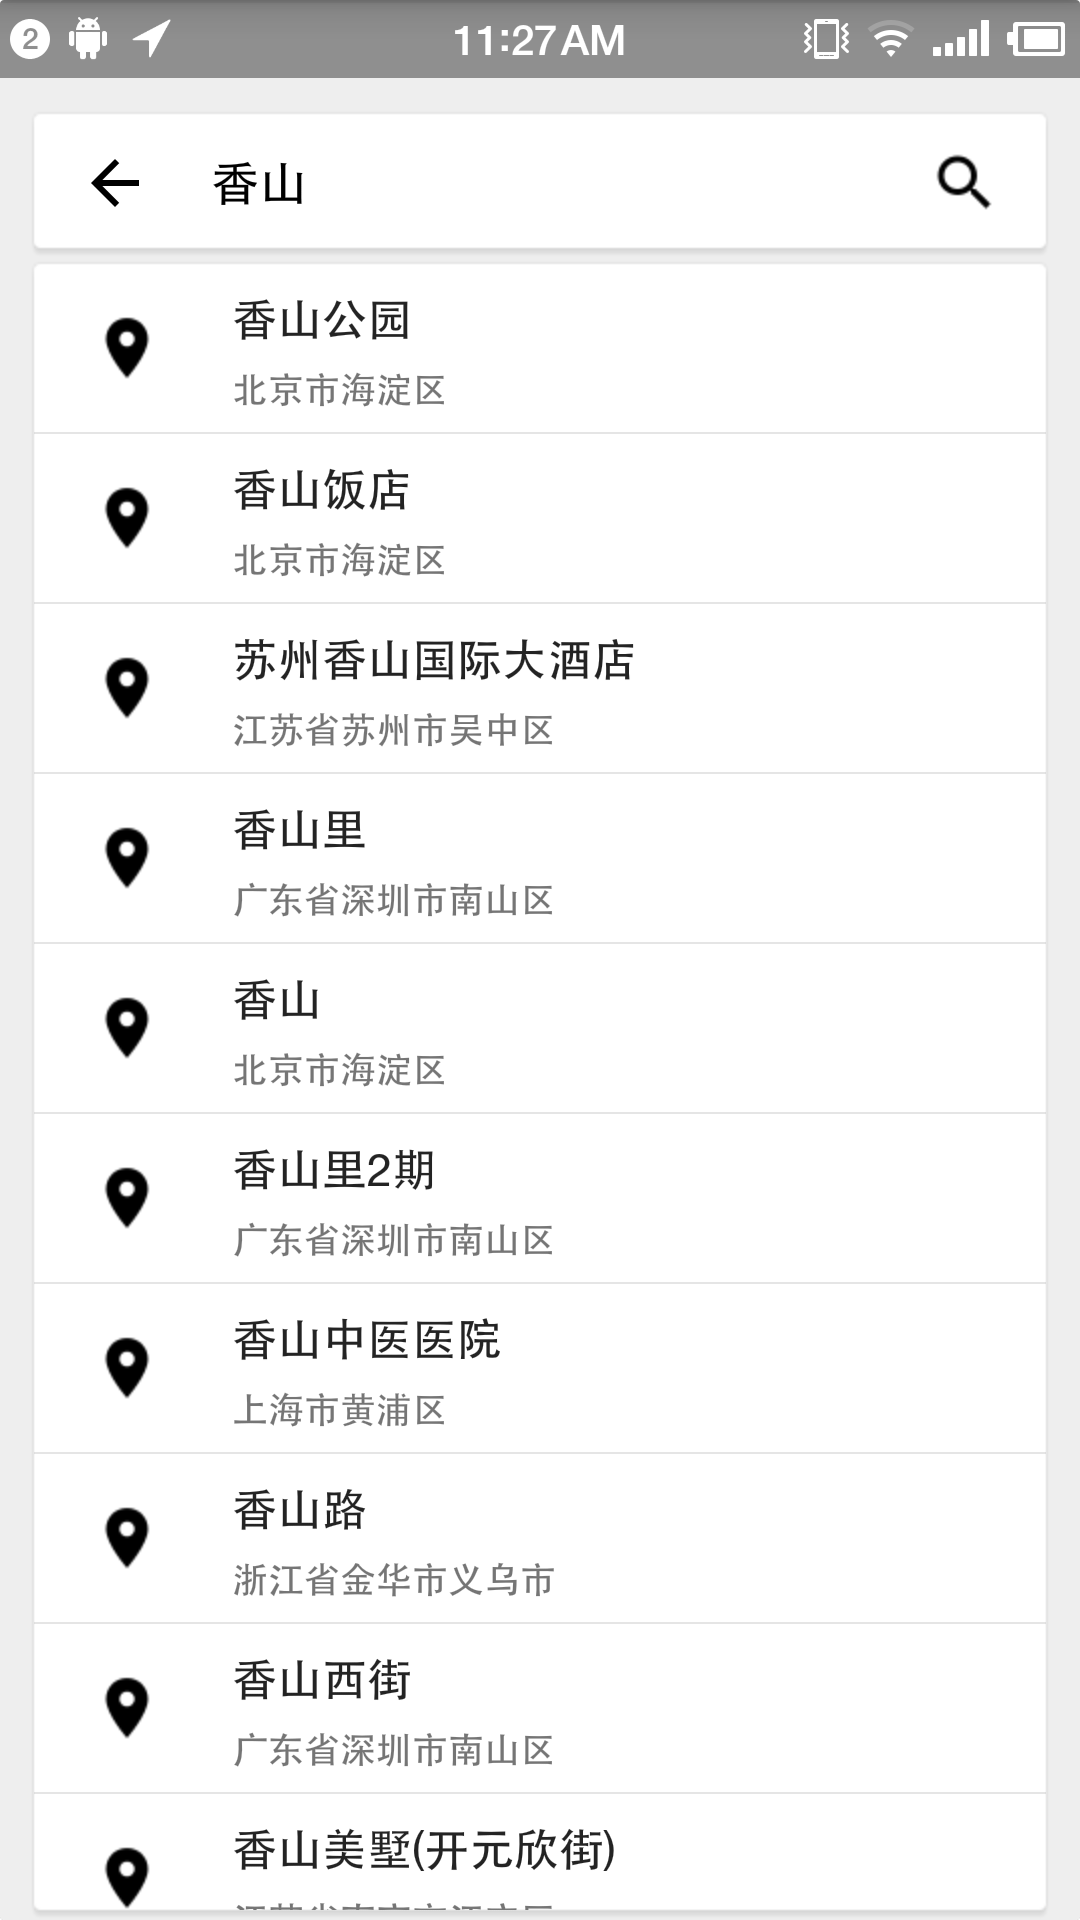 2 11:27AM
香山
香山公园
北京市海淀区
香山饭店
北京市海淀区
苏州香山国际大酒店
江苏省苏州市吴中区
香山里
广东省深圳市南山区
香山
北京市海淀区
香山里2期
广东省深圳市南山区
香山中医医院
上海市黄浦区
香山路
浙江省金华市义乌市
香山西街
广东省深圳市南山区
香山美墅(开元欣街)